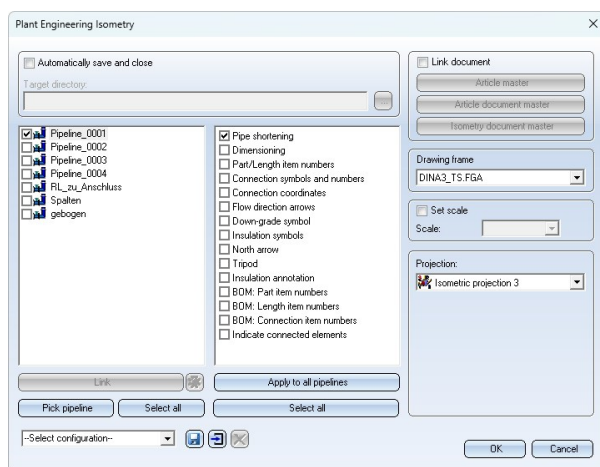 Plant Engineering Isometry
Automatically save and close
Target directory:
...
Pipeline_0001
Pipeline_0002
Pipeline_0003
Pipeline_0004
RL_zu_Anschluss
Spalten
gebogen
Link
Pick pipeline
Select all
--Select configuration--
Pipe shortening
Dimensioning
Part/Length item numbers
Connection symbols and numbers
Connection coordinates
Flow direction arrows
Down-grade symbol
Insulation symbols
North arrow
Tripod
Insulation annotation
BOM: Part item numbers
BOM: Length item numbers
BOM: Connection item numbers
Indicate connected elements
Apply to all pipelines
Select all
Link document
Article master
Article document master
Isometry document master
Drawing frame
DINA3_TS.FGA
Set scale
Scale:
Projection:
Isometric projection 3
OK
Cancel